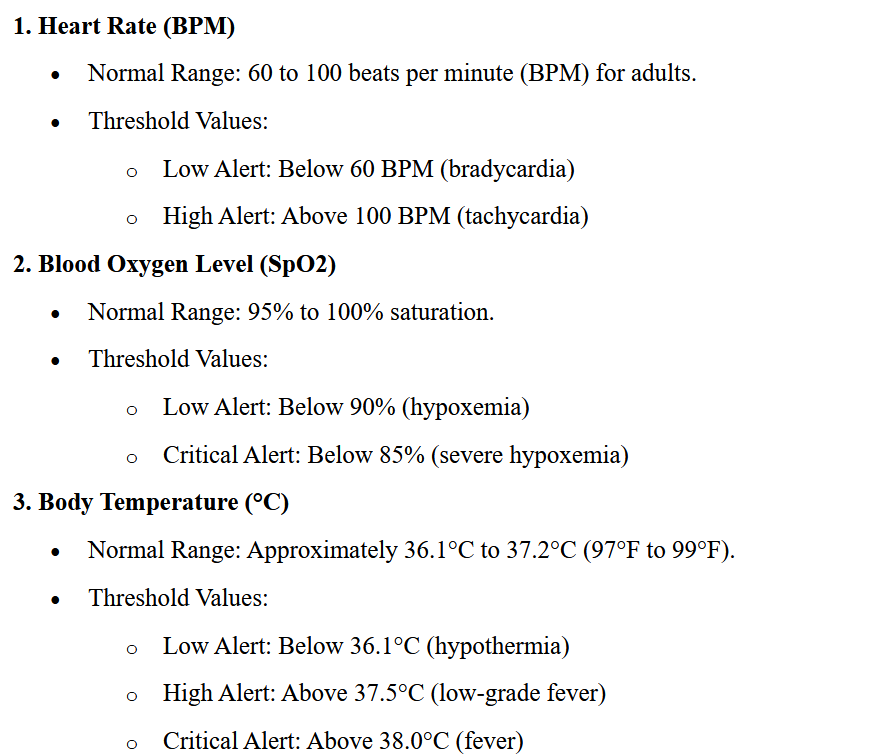 1. Heart Rate (BPM)
• Normal Range: 60 to 100 beats per minute (BPM) for adults.
• Threshold Values:
o Low Alert: Below 60 BPM (bradycardia)
o High Alert: Above 100 BPM (tachycardia)
2. Blood Oxygen Level (SpO2)
• Normal Range: 95% to 100% saturation.
• Threshold Values:
o Low Alert: Below 90% (hypoxemia)
o Critical Alert: Below 85% (severe hypoxemia)
3. Body Temperature (°C)
• Normal Range: Approximately 36.1°C to 37.2°C (97°F to 99°F).
• Threshold Values:
o Low Alert: Below 36.1°C (hypothermia)
o High Alert: Above 37.5°C (low-grade fever)
o Critical Alert: Above 38.0°C (fever)